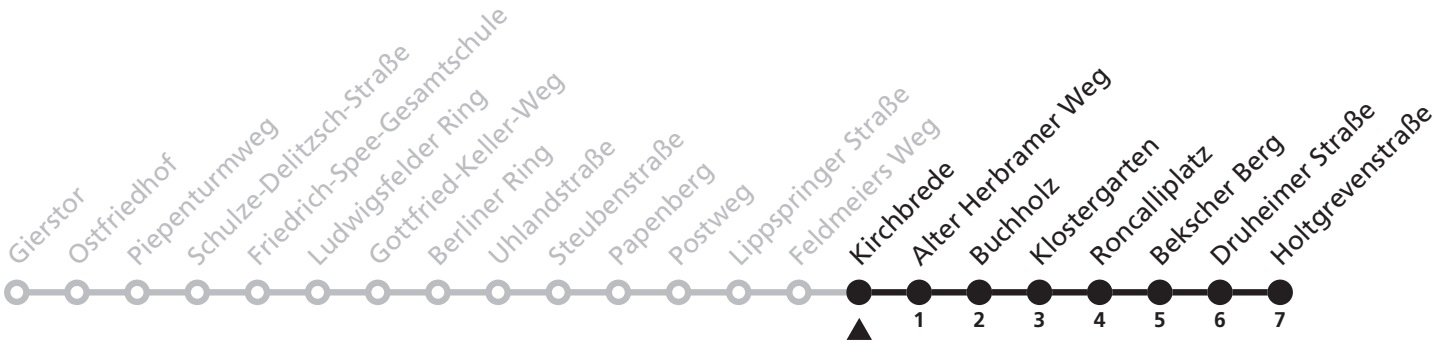 Gierstor
Ostfriedhof
Piepenturmweg
Schulze-Delitzsch-Straße
Friedrich-Spee-Gesamtschule
Ludwigsfelder Ring
Gottfried-Keller-Weg
Berliner Ring
Uhlandstraße
Steubenstraße
Papenberg
Postweg
Lippspringer Straße
Feldmeiers Weg
Kirchbrede
Alter Herbramer Weg
Buchholz
Klostergarten
Roncalliplatz
Bekscher Berg
Druheimer Straße
Holtgrevenstraße
1 2 3 4 5 6 7